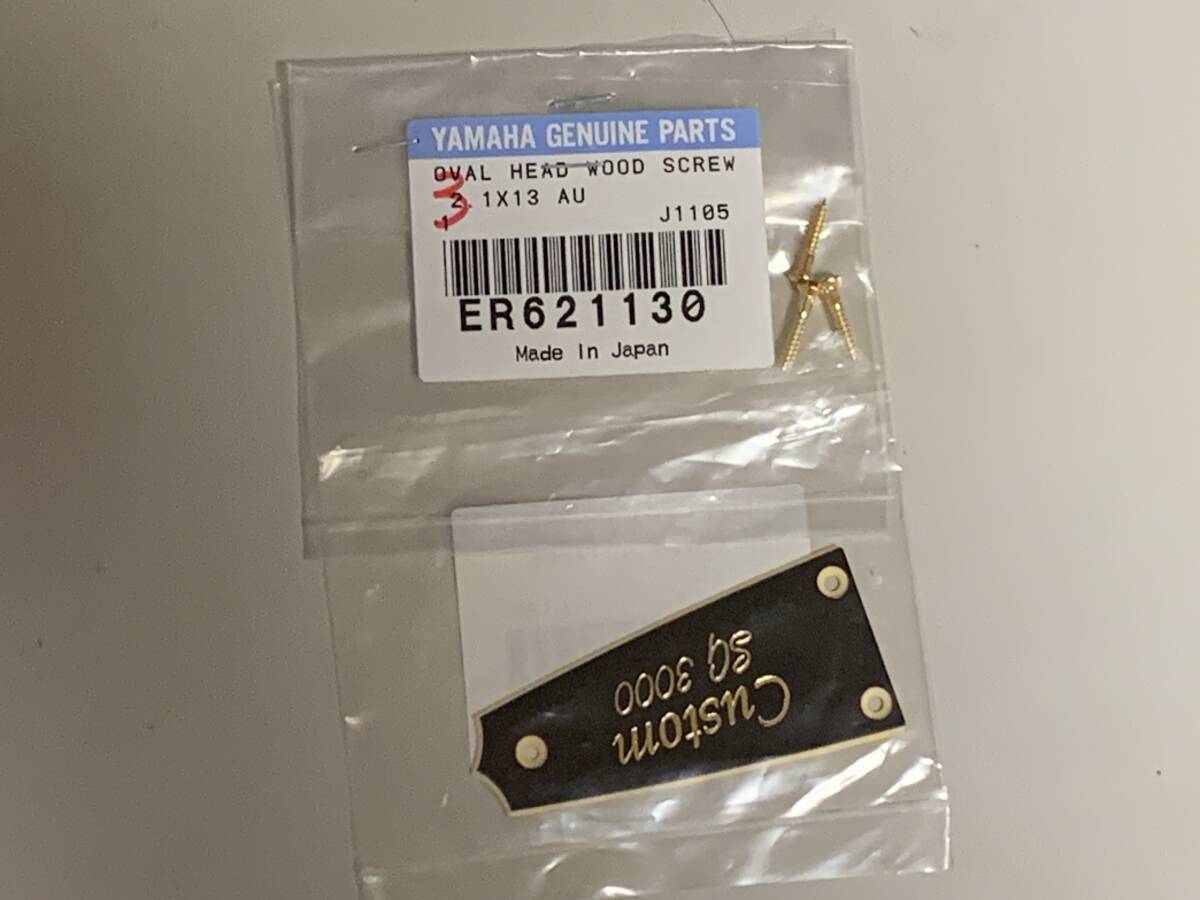 YAMAHA GENUINE PARTS
OVAL HEAD WOOD SCREW
2.1X13 AU
3
1 J1105
ER621130
Made In Japan
Custom
SG 3000